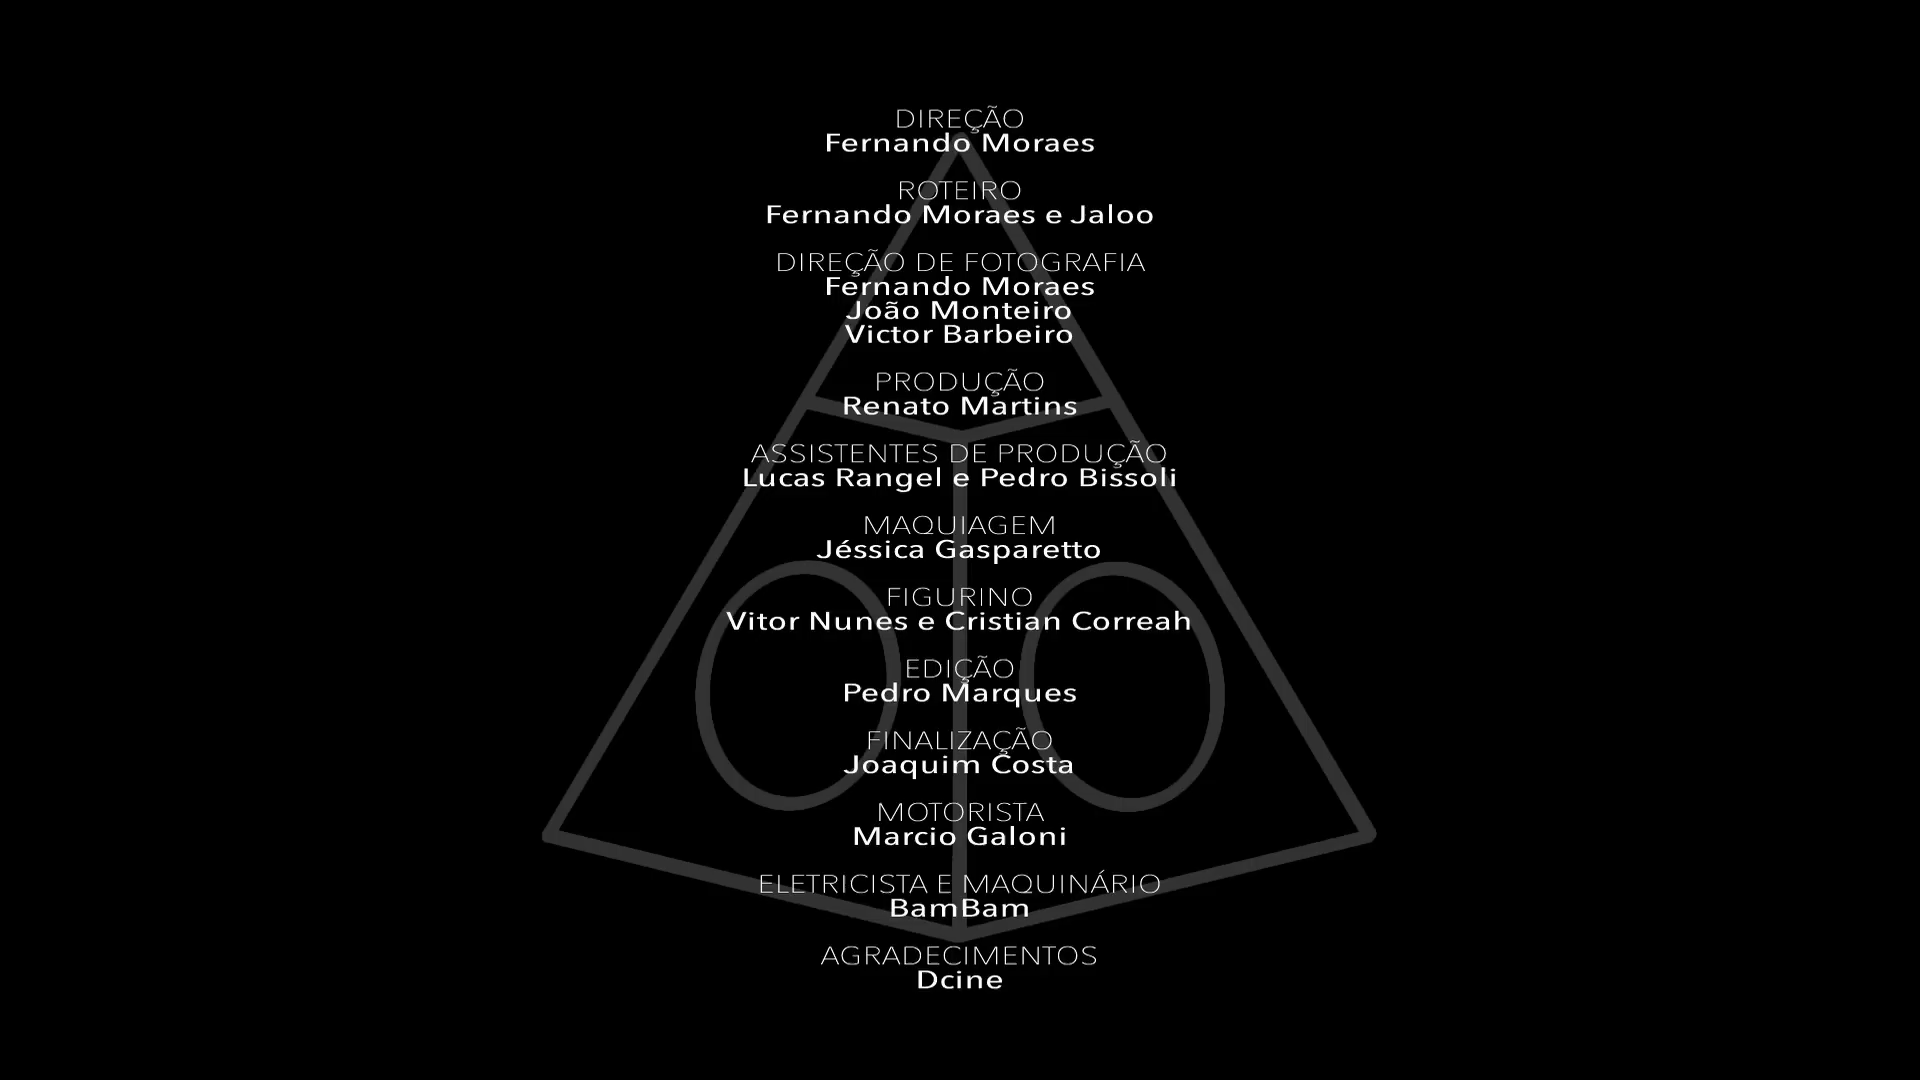 DIREÇÃO
Fernando Moraes
ROTEIRO
Fernando Moraes e Jaloo
DIREÇÃO DE FOTOGRAFIA
Fernando Moraes
João Monteiro
Victor Barbeiro
PRODUÇÃO
Renato Martins
ASSISTENTES DE PRODUÇÃO
Lucas Rangel e Pedro Bissoli
MAQUIAGEM
Jéssica Gasparetto
FIGURINO
Vitor Nunes e Cristian Correah
EDIÇÃO
Pedro Marques
FINALIZAÇÃO
Joaquim Costa
MOTORISTA
Marcio Galoni
ELETRICISTA E MAQUINÁRIO
BamBam
AGRADECIMENTOS
Dcine